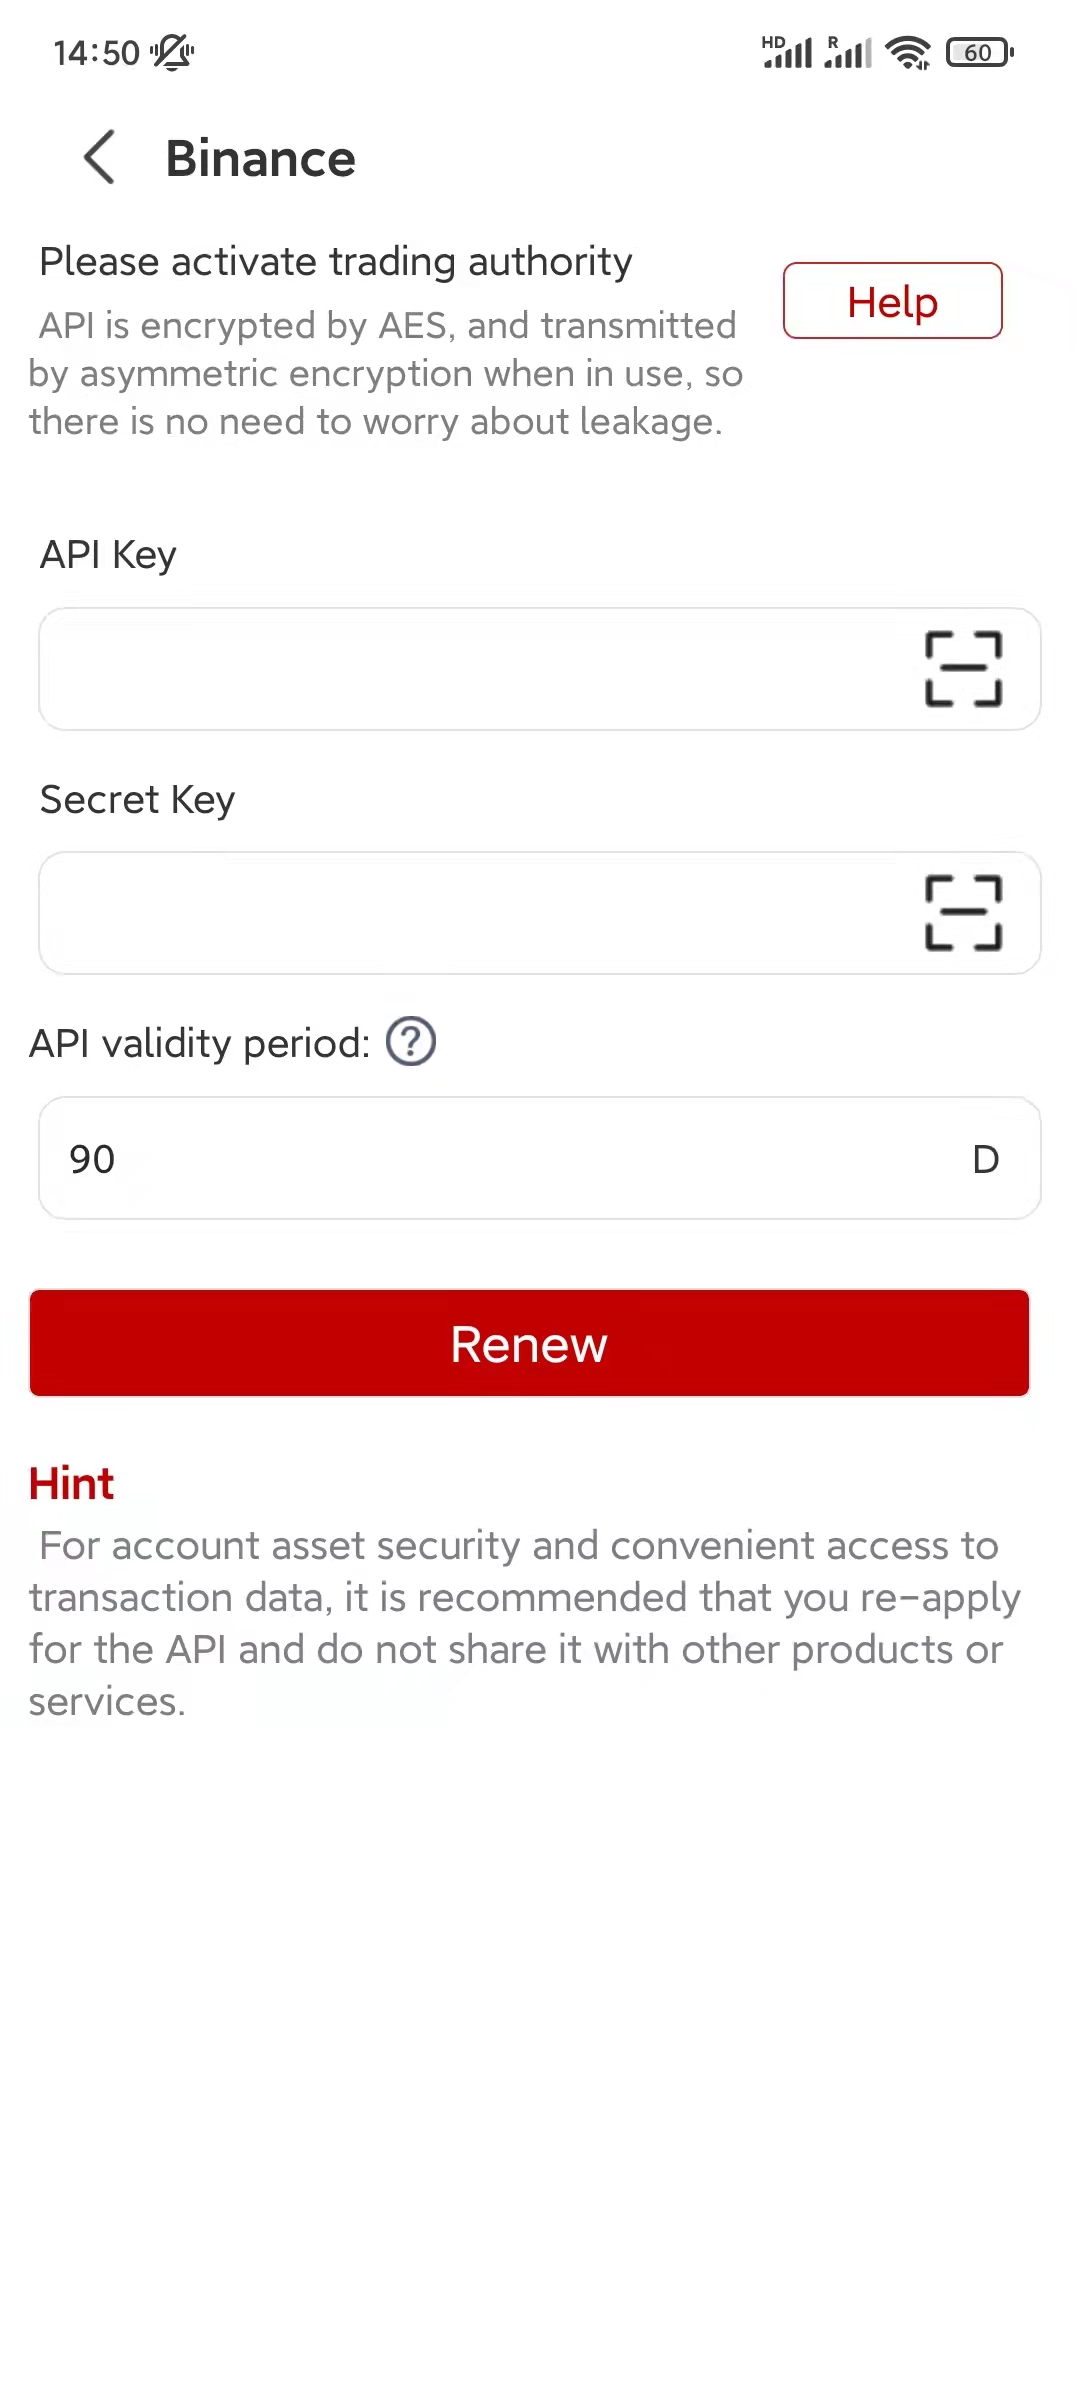 14:50
HD R 60
Binance
Please activate trading authority
Help
API is encrypted by AES, and transmitted
by asymmetric encryption when in use, so
there is no need to worry about leakage.
API Key
Secret Key
API validity period: ?
90 D
Renew
Hint
For account asset security and convenient access to
transaction data, it is recommended that you re-apply
for the API and do not share it with other products or
services.